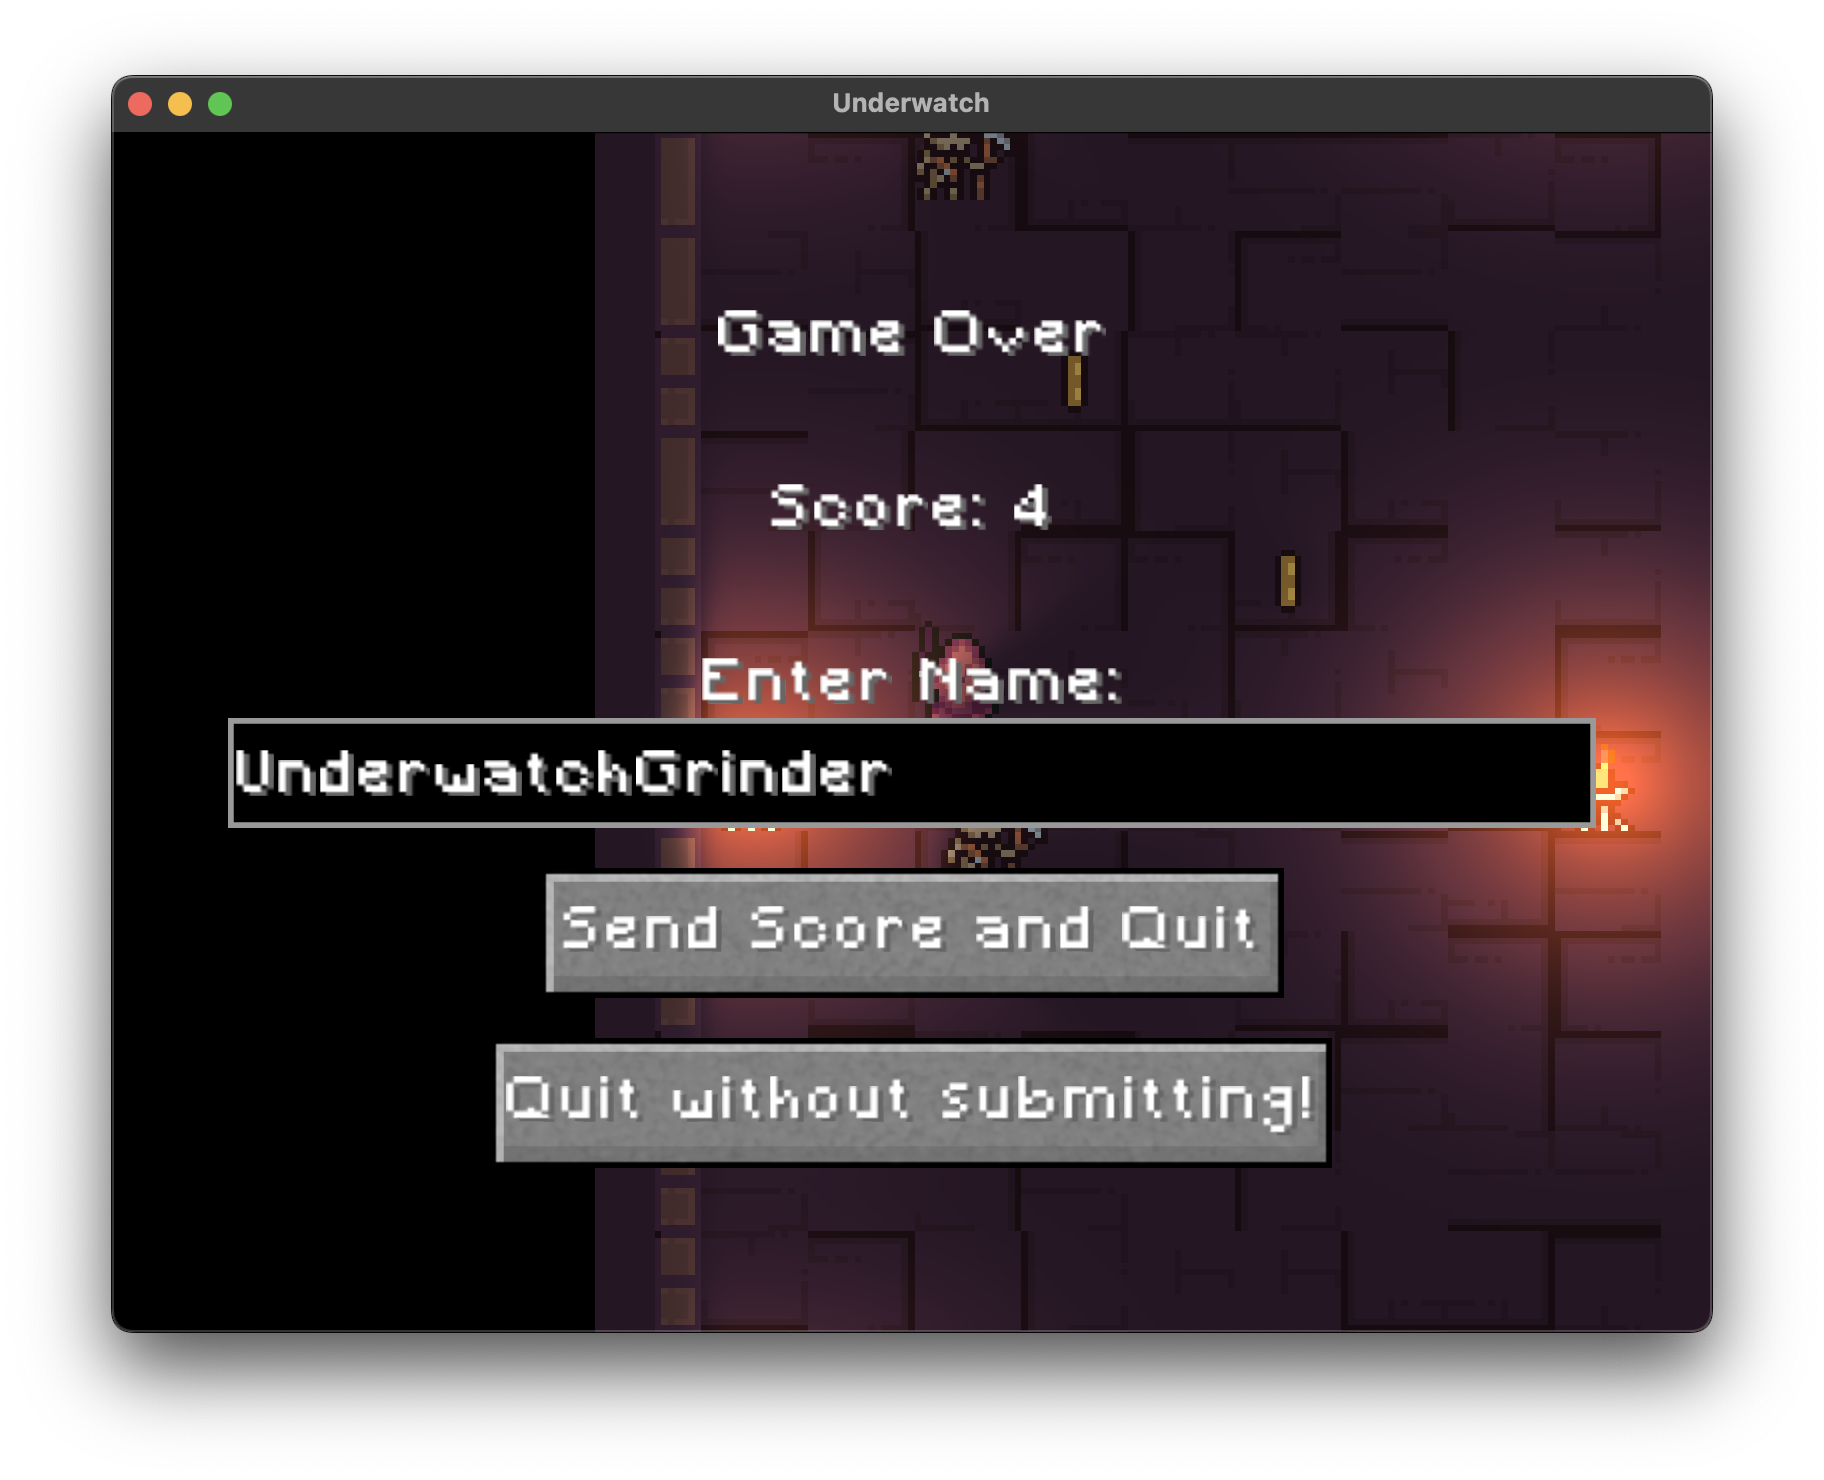 Underwatch
Game Over
Score: 4
Enter Name:
UnderwatchGrinder
Send Score and Quit
Quit without submitting!